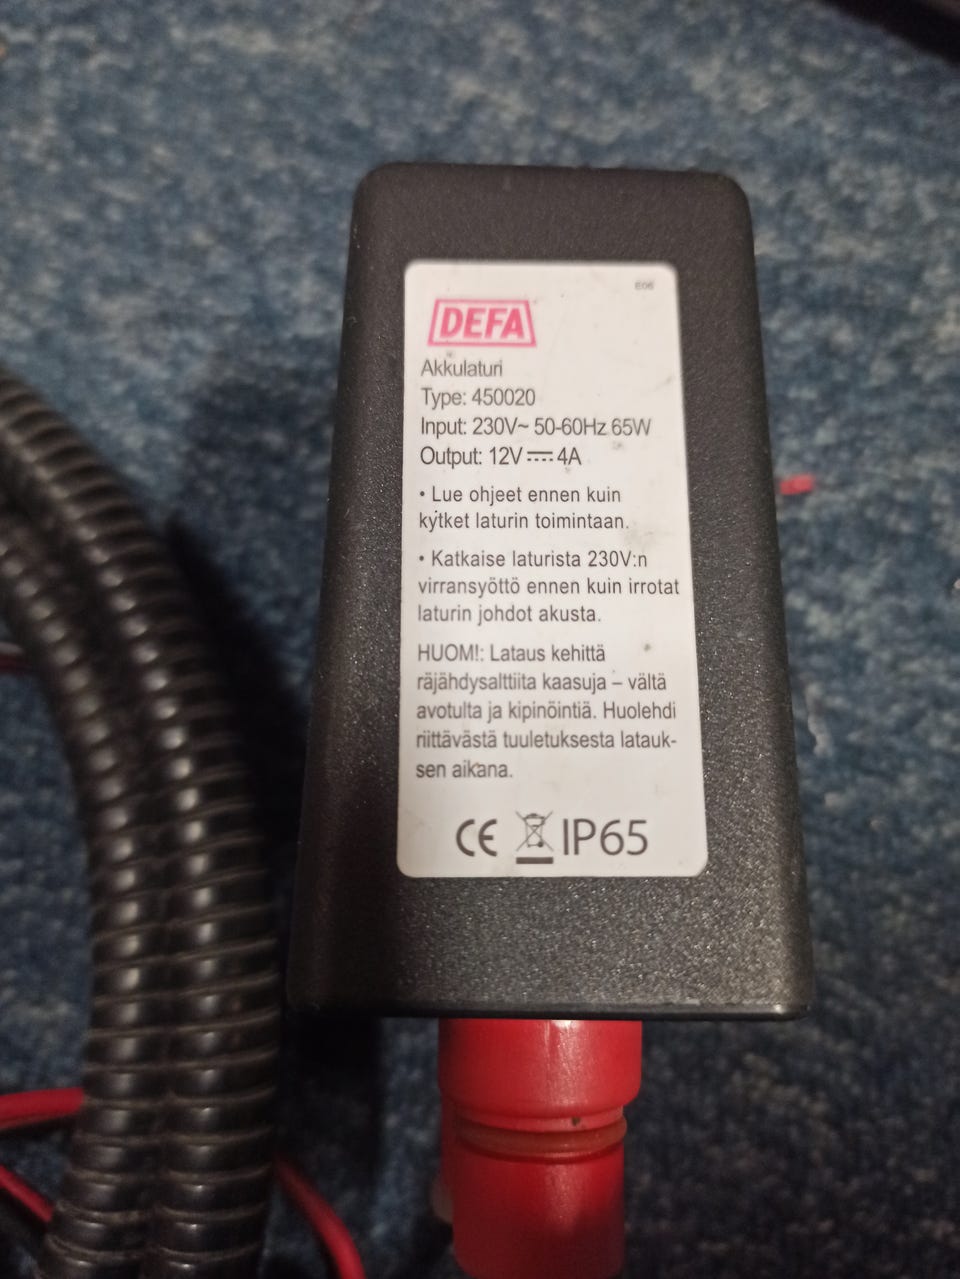 E06
DEFA
Akkulaturi
Type: 450020
Input: 230V~ 50-60Hz 65W
Output: 12V⎓4A
• Lue ohjeet ennen kuin
kytket laturin toimintaan.
• Katkaise laturista 230V:n
virransyöttö ennen kuin irrotat
laturin johdot akusta.
HUOM!: Lataus kehittä
räjähdysalttiita kaasuja – vältä
avotulta ja kipinöintiä. Huolehdi
riittävästä tuuletuksesta latauk-
sen aikana.
CE IP65